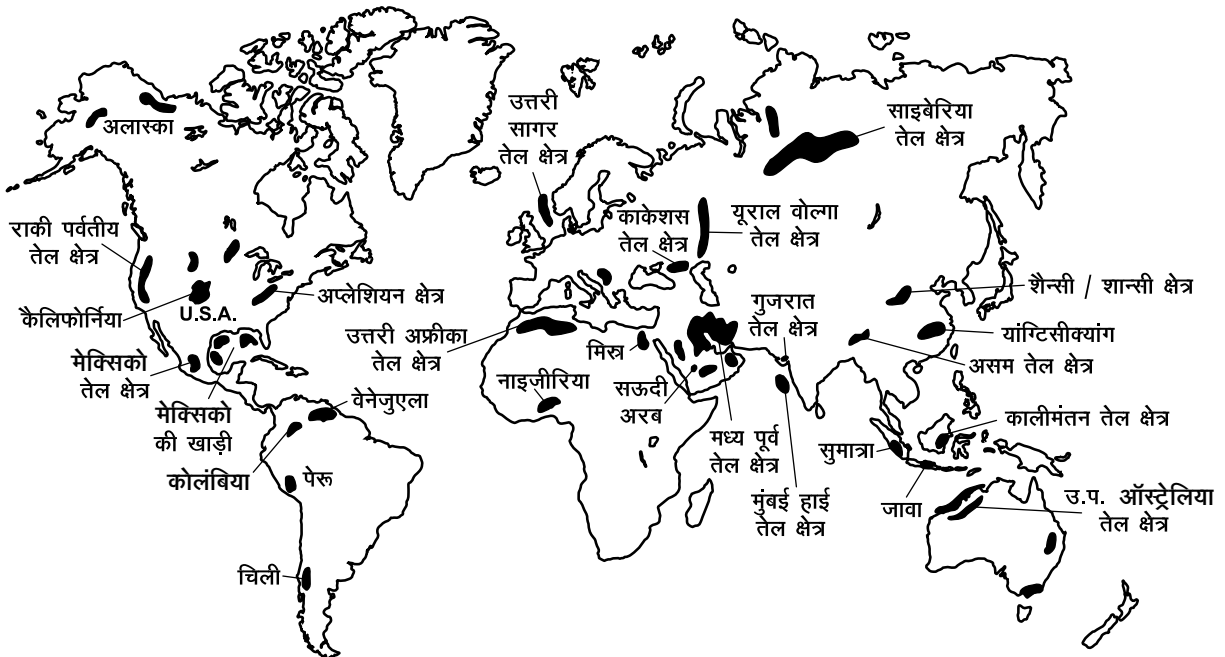 अलास्का
राकी पर्वतीय
तेल क्षेत्र
कैलिफोर्निया
U.S.A.
अप्लेशियन क्षेत्र
मेक्सिको
तेल क्षेत्र
मेक्सिको
की खाड़ी
वेनेजुएला
कोलंबिया
पेरू
चिली
उत्तरी
सागर
तेल क्षेत्र
साइबेरिया
तेल क्षेत्र
काकेशस
तेल क्षेत्र
यूराल वोल्गा
तेल क्षेत्र
उत्तरी अफ्रीका
तेल क्षेत्र
मिस्र
गुजरात
तेल क्षेत्र
शैन्सी / शान्सी क्षेत्र
यांग्टिसीक्यांग
असम तेल क्षेत्र
नाइजीरिया
सऊदी
अरब
मध्य पूर्व
तेल क्षेत्र
मुंबई हाई
तेल क्षेत्र
कालीमंतन तेल क्षेत्र
सुमात्रा
जावा
उ.प. ऑस्ट्रेलिया
तेल क्षेत्र